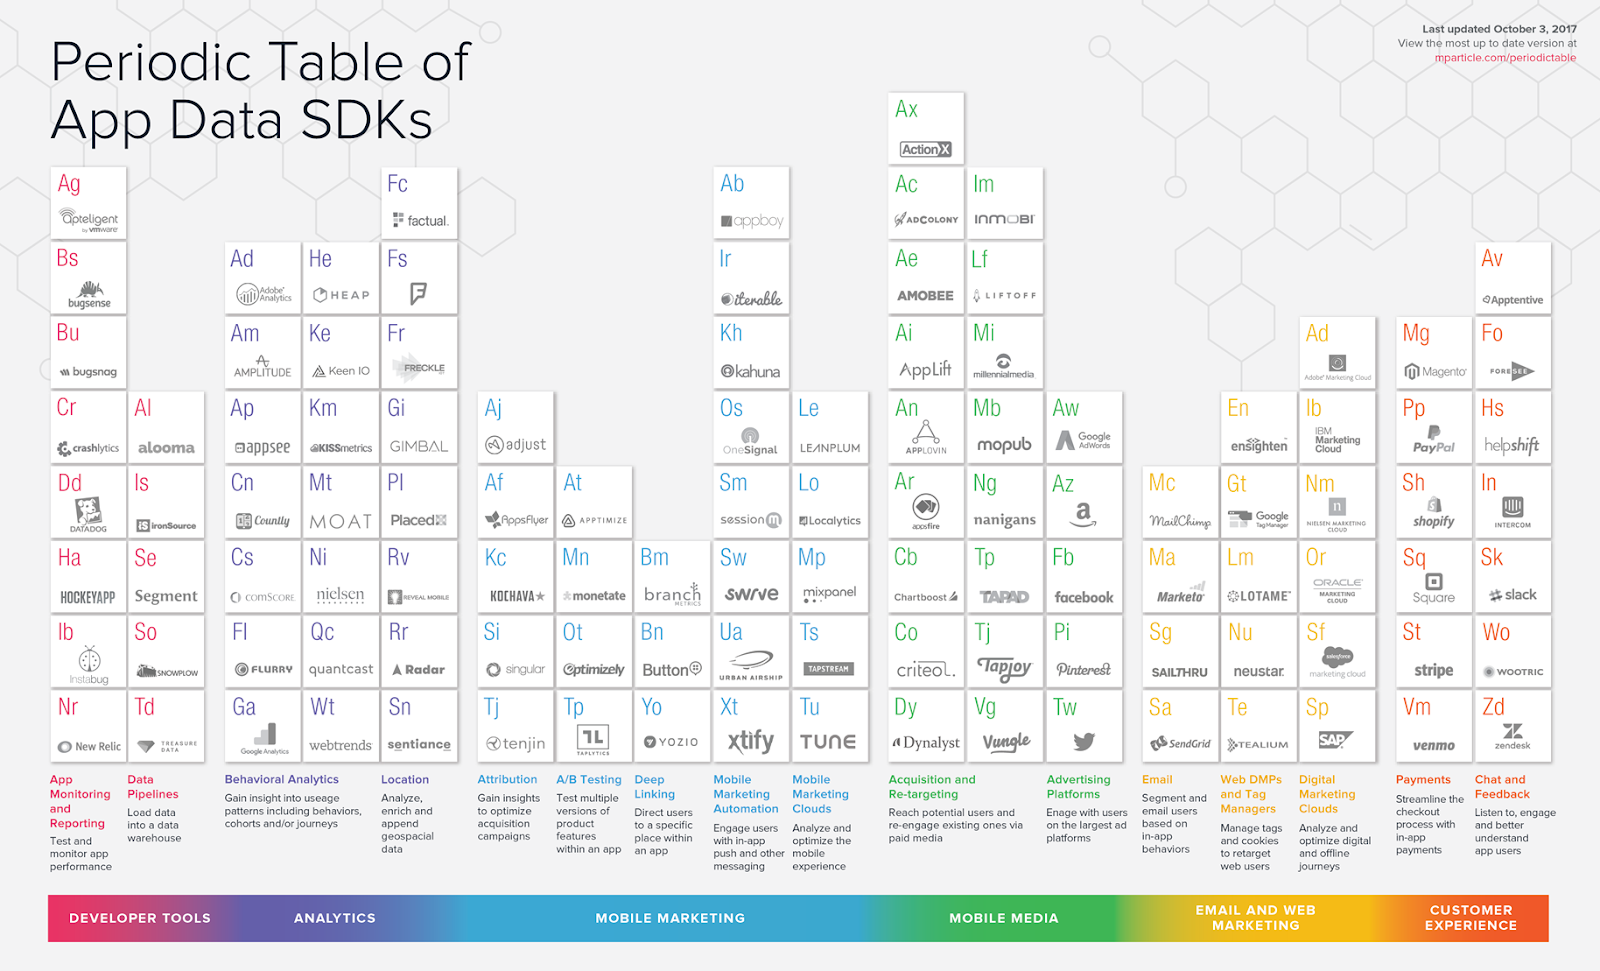 Periodic Table of
App Data SDKs
Last updated October 3, 2017
View the most up to date version at
mparticle.com/periodictable
Ag
apteligent
by vmware
Bs
bugsense
Bu
bugsnag
Cr
crashlytics
Dd
DATADOG
Ha
HOCKEYAPP
Ib
Instabug
Nr
New Relic
App
Monitoring
and
Reporting
Test and
monitor app
performance
Al
alooma
Is
iS ironSource
Se
Segment
So
SNOWPLOW
Td
TREASURE
DATA
Data
Pipelines
Load data
into a data
warehouse
Ad
Adobe
Analytics
Am
AMPLITUDE
Ap
appsee
Cn
Countly
Cs
comSCORE
Fl
FLURRY
Ga
Google Analytics
He
HEAP
Ke
Keen IO
Km
KISSmetrics
Mt
MOAT
Ni
nielsen
Qc
quantcast
Wt
webtrends
Behavioral Analytics
Gain insight into useage
patterns including behaviors,
cohorts and/or journeys
Fc
factual.
Fs
Fr
FRECKLE
Gi
GIMBAL
Pl
Placed
Rv
REVEAL MOBILE
Rr
Radar
Sn
sentiance
Location
Analyze,
enrich and
append
geospacial
data
Aj
adjust
Af
AppsFlyer
Kc
KOCHAVA
Si
singular
Tj
tenjin
Attribution
Gain insights
to optimize
acquisition
campaigns
At
APPTIMIZE
Mn
monetate
Ot
Optimizely
Tp
TL
TAPLYTICS
A/B Testing
Test multiple
versions of
product
features
within an app
Bm
branch
METRICS
Bn
Button
Yo
YOZIO
Deep
Linking
Direct users
to a specific
place within
an app
Ab
appboy
Ir
iterable
Kh
kahuna
Os
OneSignal
Sm
session m
Sw
swrve
Ua
URBAN AIRSHIP
Xt
xtify
Mobile
Marketing
Automation
Engage users
with in-app
push and other
messaging
Le
LEANPLUM
Lo
Localytics
Mp
mixpanel
Ts
TAPSTREAM
Tu
TUNE
Mobile
Marketing
Clouds
Analyze and
optimize the
mobile
experience
Ax
ActionX
Ac
ADCOLONY
Ae
AMOBEE
Ai
AppLift
An
APPLOVIN
Ar
appsfire
Cb
Chartboost
Co
criteol.
Dy
Dynalyst
Im
INMOBI
Lf
LIFTOFF
Mi
millennialmedia
Mb
mopub
Ng
nanigans
Tp
TAPAD
Tj
Tapjoy
Vg
Vungle
Acquisition and
Re-targeting
Reach potential users and
re-engage existing ones via
paid media
Aw
Google
AdWords
Az
a
Fb
facebook
Pi
Pinterest
Tw
Advertising
Platforms
Enage with users
on the largest ad
platforms
Mc
MailChimp
Ma
Marketo
Sg
SAILTHRU
Sa
SendGrid
Email
Segment and
email users
based on
in-app
behaviors
En
ensighten
Gt
Google
Tag Manager
Lm
LOTAME
Nu
neustar
Te
TEALIUM
Web DMPs
and Tag
Managers
Manage tags
and cookies
to retarget
web users
Ad
Adobe Marketing Cloud
Ib
IBM
Marketing
Cloud
Nm
n
NIELSEN MARKETING
CLOUD
Or
ORACLE
MARKETING
CLOUD
Sf
salesforce
marketing cloud
Sp
SAP
Digital
Marketing
Clouds
Analyze and
optimize digital
and offline
journeys
Mg
Magento
Pp
PayPal
Sh
shopify
Sq
Square
St
stripe
Vm
venmo
Payments
Streamline the
checkout
process with
in-app
payments
Av
Apptentive
Fo
FORESEE
Hs
helpshift
In
INTERCOM
Sk
slack
Wo
WOOTRIC
Zd
zendesk
Chat and
Feedback
Listen to, engage
and better
understand
app users
DEVELOPER TOOLS
ANALYTICS
MOBILE MARKETING
MOBILE MEDIA
EMAIL AND WEB
MARKETING
CUSTOMER
EXPERIENCE